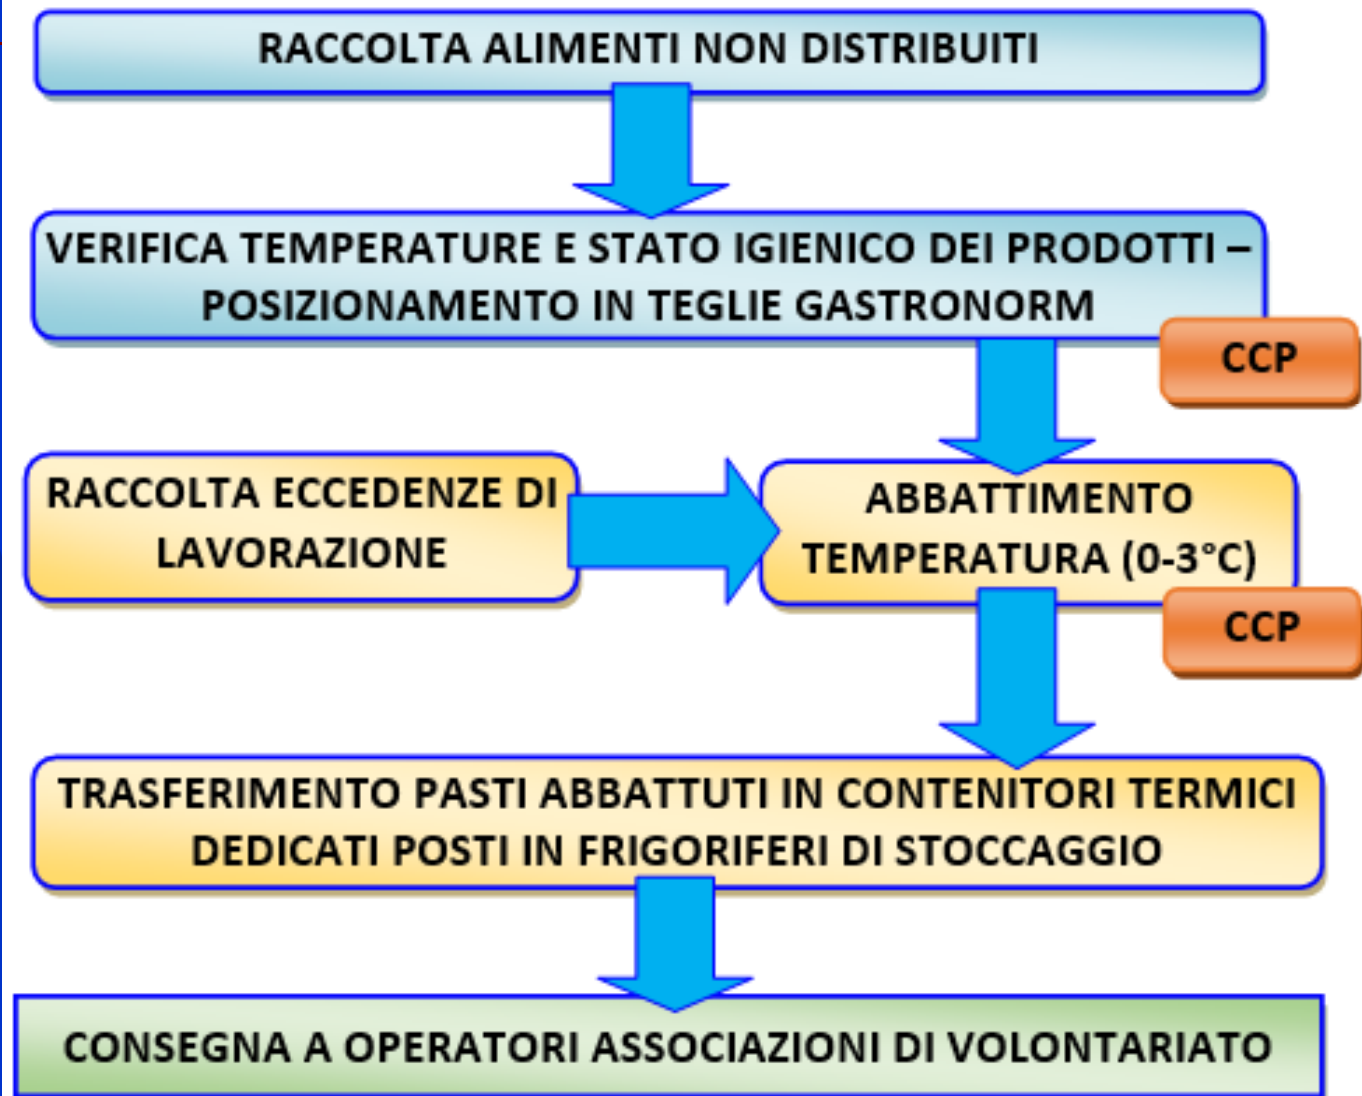 RACCOLTA ALIMENTI NON DISTRIBUITI
VERIFICA TEMPERATURE E STATO IGIENICO DEI PRODOTTI –
POSIZIONAMENTO IN TEGLIE GASTRONORM
CCP
RACCOLTA ECCEDENZE DI
LAVORAZIONE
ABBATTIMENTO
TEMPERATURA (0-3°C)
CCP
TRASFERIMENTO PASTI ABBATTUTI IN CONTENITORI TERMICI
DEDICATI POSTI IN FRIGORIFERI DI STOCCAGGIO
CONSEGNA A OPERATORI ASSOCIAZIONI DI VOLONTARIATO